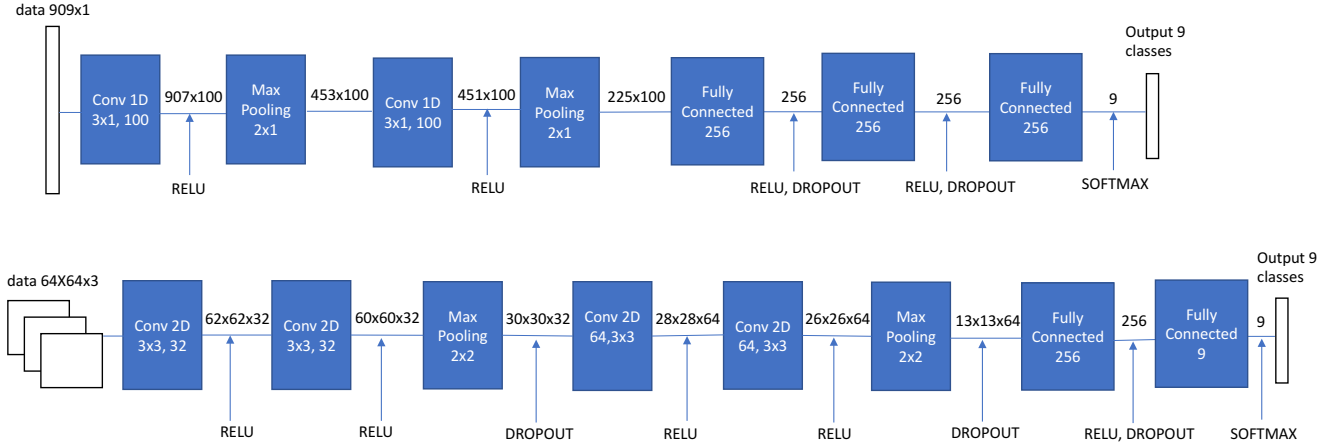 data 909x1
Conv 1D
3x1, 100
907x100
RELU
Max
Pooling
2x1
453x100
Conv 1D
3x1, 100
451x100
RELU
Max
Pooling
2x1
225x100
Fully
Connected
256
256
RELU, DROPOUT
Fully
Connected
256
256
RELU, DROPOUT
Fully
Connected
256
9
SOFTMAX
Output 9
classes
data 64X64x3
Conv 2D
3x3, 32
62x62x32
RELU
Conv 2D
3x3, 32
60x60x32
RELU
Max
Pooling
2x2
30x30x32
DROPOUT
Conv 2D
64,3x3
28x28x64
RELU
Conv 2D
64, 3x3
26x26x64
RELU
Max
Pooling
2x2
13x13x64
DROPOUT
Fully
Connected
256
256
RELU, DROPOUT
Fully
Connected
9
9
SOFTMAX
Output 9
classes